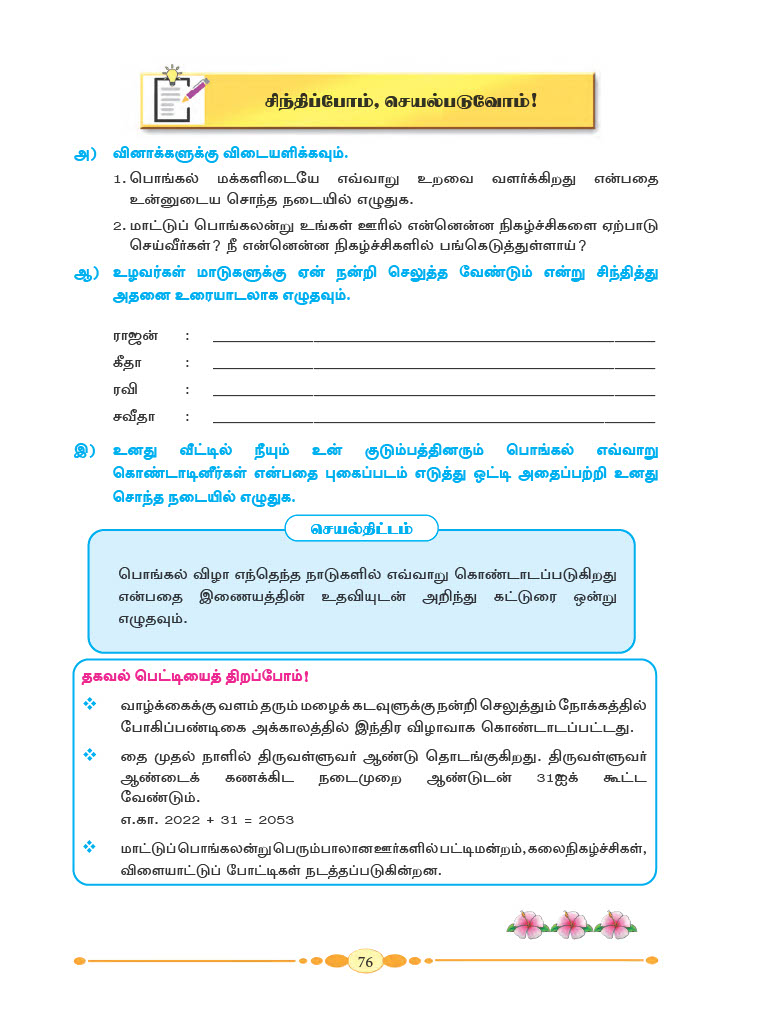 சிந்திப்போம், செயல்படுவோம்!
அ) வினாக்களுக்கு விடையளிக்கவும்.
1. பொங்கல் மக்களிடையே எவ்வாறு உறவை வளர்க்கிறது என்பதை
உன்னுடைய சொந்த நடையில் எழுதுக.
2. மாட்டுப் பொங்கலன்று உங்கள் ஊரில் என்னென்ன நிகழ்ச்சிகளை ஏற்பாடு
செய்வீர்கள்? நீ என்னென்ன நிகழ்ச்சிகளில் பங்கெடுத்துள்ளாய்?
ஆ) உழவர்கள் மாடுகளுக்கு ஏன் நன்றி செலுத்த வேண்டும் என்று சிந்தித்து
அதனை உரையாடலாக எழுதவும்.
ராஜன் :
கீதா :
ரவி :
சவீதா :
இ) உனது வீட்டில் நீயும் உன் குடும்பத்தினரும் பொங்கல் எவ்வாறு
கொண்டாடினீர்கள் என்பதை புகைப்படம் எடுத்து ஒட்டி அதைப்பற்றி உனது
சொந்த நடையில் எழுதுக.
செயல்திட்டம்
பொங்கல் விழா எந்தெந்த நாடுகளில் எவ்வாறு கொண்டாடப்படுகிறது
என்பதை இணையத்தின் உதவியுடன் அறிந்து கட்டுரை ஒன்று
எழுதவும்.
தகவல் பெட்டியைத் திறப்போம்!
வாழ்க்கைக்கு வளம் தரும் மழைக் கடவுளுக்கு நன்றி செலுத்தும் நோக்கத்தில்
போகிப்பண்டிகை அக்காலத்தில் இந்திர விழாவாக கொண்டாடப்பட்டது.
தை முதல் நாளில் திருவள்ளுவர் ஆண்டு தொடங்குகிறது. திருவள்ளுவர்
ஆண்டைக் கணக்கிட நடைமுறை ஆண்டுடன் 31ஐக் கூட்ட
வேண்டும்.
எ.கா. 2022 + 31 = 2053
மாட்டுப்பொங்கலன்று பெரும்பாலான ஊர்களில் பட்டிமன்றம், கலைநிகழ்ச்சிகள்,
விளையாட்டுப் போட்டிகள் நடத்தப்படுகின்றன.
76